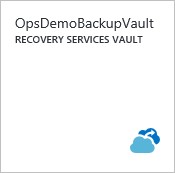 OpsDemoBackupVault
RECOVERY SERVICES VAULT